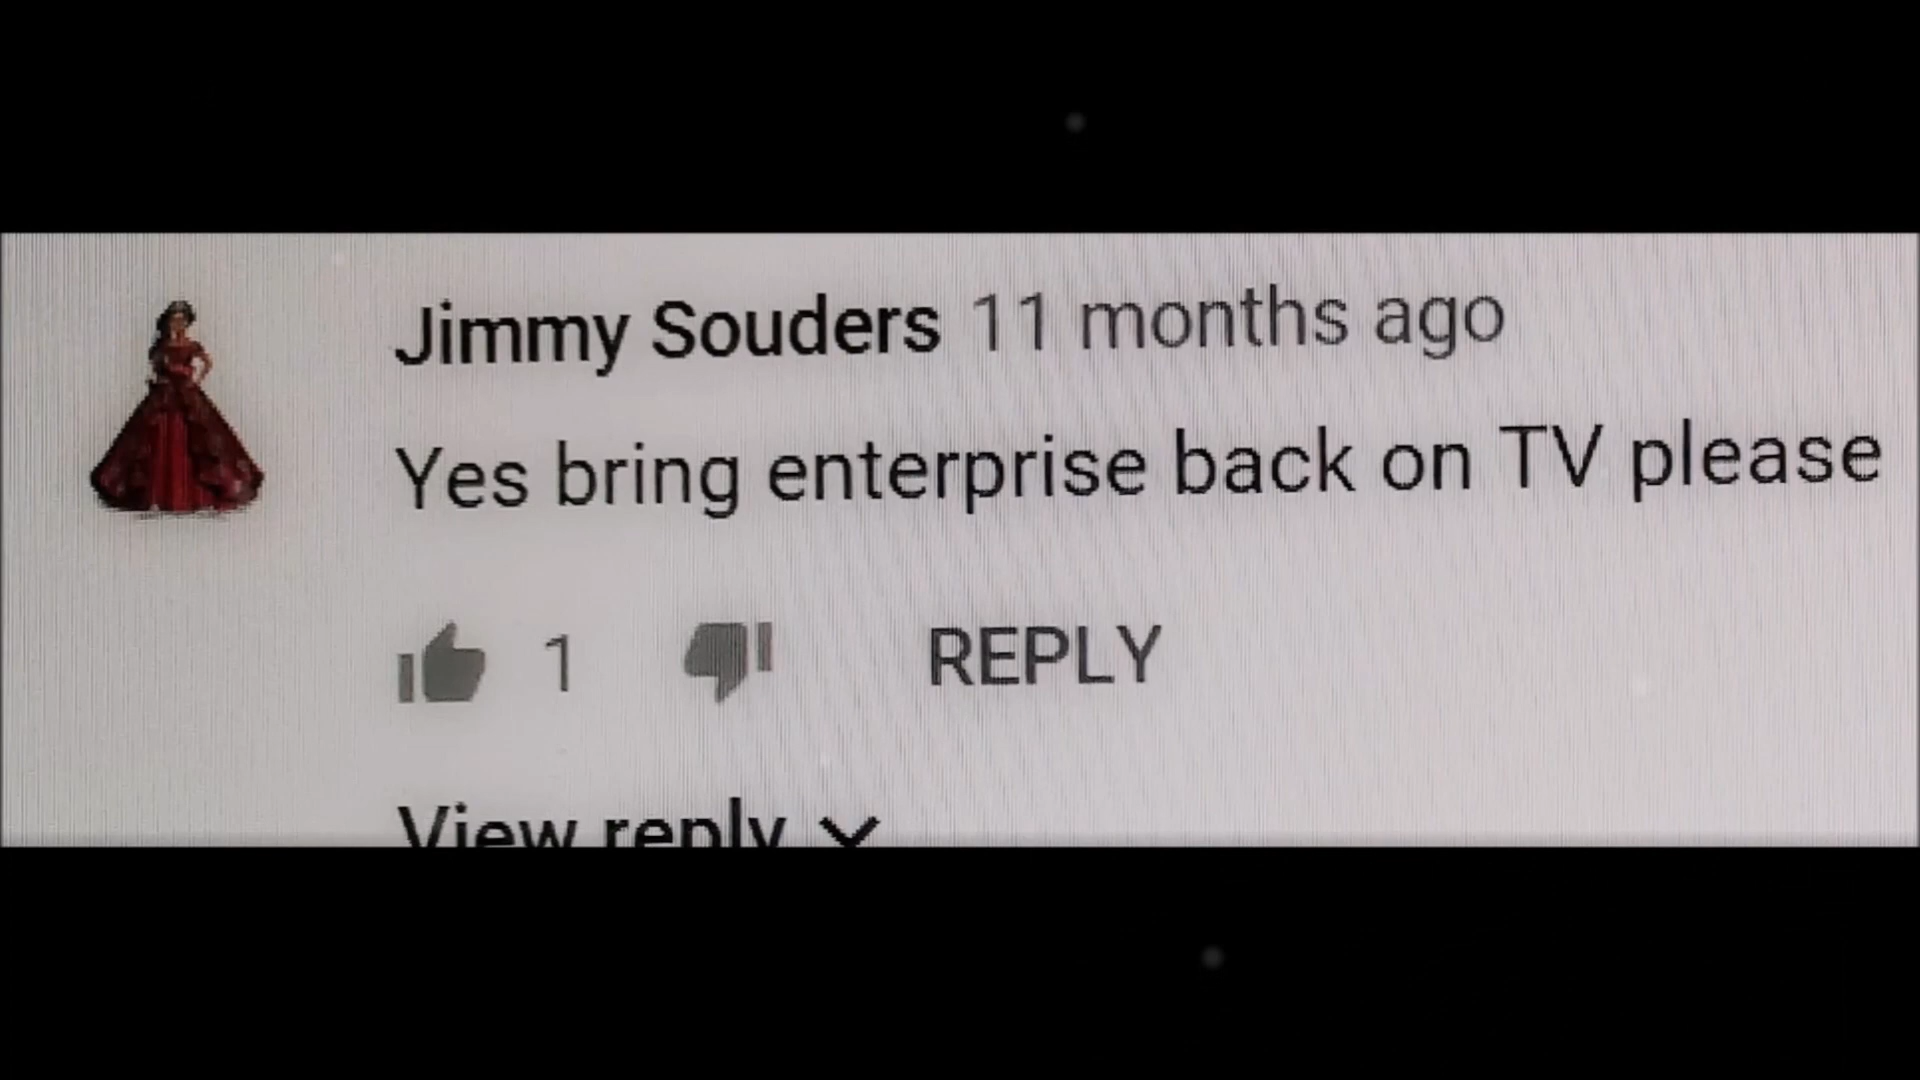 Jimmy Souders 11 months ago
Yes bring enterprise back on TV please
1
REPLY
View reply